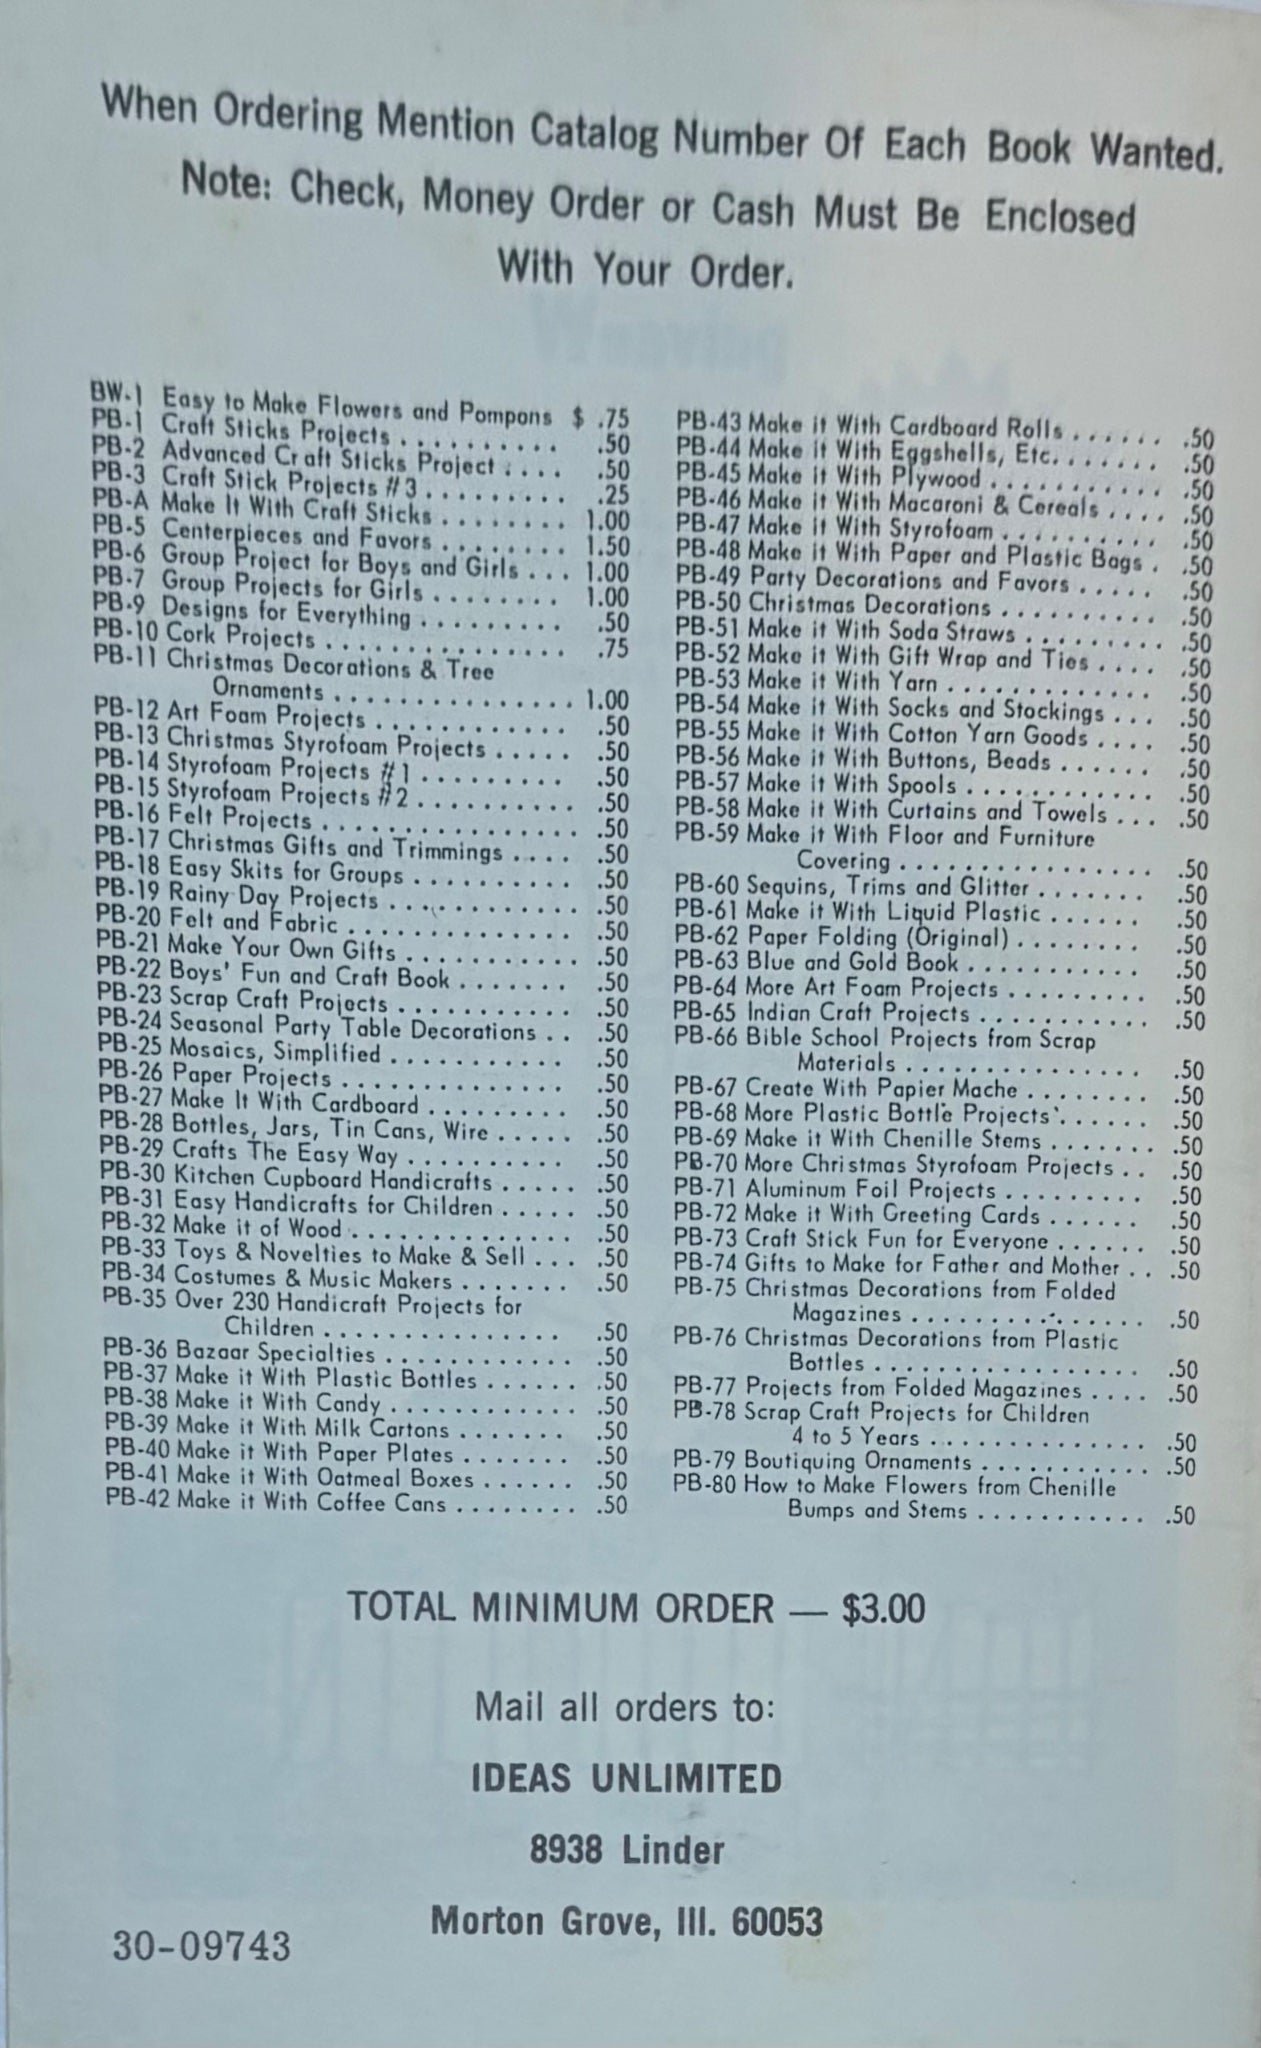 When Ordering Mention Catalog Number Of Each Book Wanted.
Note: Check, Money Order or Cash Must Be Enclosed
With Your Order.
BW-1 Easy to Make Flowers and Pompons $ .75
PB-1 Craft Sticks Projects . . . . . . . . . . .50
PB-2 Advanced Craft Sticks Project . . . . .50
PB-3 Craft Stick Projects #3 . . . . . . . . . .25
PB-A Make It With Craft Sticks . . . . . . . . 1.00
PB-5 Centerpieces and Favors . . . . . . . . 1.50
PB-6 Group Project for Boys and Girls . . . 1.00
PB-7 Group Projects for Girls . . . . . . . . 1.00
PB-9 Designs for Everything . . . . . . . . . .50
PB-10 Cork Projects . . . . . . . . . . . . . . .75
PB-11 Christmas Decorations & Tree
Ornaments . . . . . . . . . . . . . . . 1.00
PB-12 Art Foam Projects . . . . . . . . . . . .50
PB-13 Christmas Styrofoam Projects . . . . . .50
PB-14 Styrofoam Projects #1 . . . . . . . . . .50
PB-15 Styrofoam Projects #2 . . . . . . . . . . .50
PB-16 Felt Projects . . . . . . . . . . . . . . . .50
PB-17 Christmas Gifts and Trimmings . . . . .50
PB-18 Easy Skits for Groups . . . . . . . . . . .50
PB-19 Rainy Day Projects . . . . . . . . . . . . .50
PB-20 Felt and Fabric . . . . . . . . . . . . . . .50
PB-21 Make Your Own Gifts . . . . . . . . . . . .50
PB-22 Boys' Fun and Craft Book . . . . . . . .50
PB-23 Scrap Craft Projects . . . . . . . . . . . .50
PB-24 Seasonal Party Table Decorations . . .50
PB-25 Mosaics, Simplified . . . . . . . . . . . .50
PB-26 Paper Projects . . . . . . . . . . . . . . .50
PB-27 Make It With Cardboard . . . . . . . . . .50
PB-28 Bottles, Jars, Tin Cans, Wire . . . . . .50
PB-29 Crafts The Easy Way . . . . . . . . . . .50
PB-30 Kitchen Cupboard Handicrafts . . . . . .50
PB-31 Easy Handicrafts for Children . . . . . .50
PB-32 Make it of Wood . . . . . . . . . . . . . .50
PB-33 Toys & Novelties to Make & Sell . . . .50
PB-34 Costumes & Music Makers . . . . . . . .50
PB-35 Over 230 Handicraft Projects for
Children . . . . . . . . . . . . . . . .50
PB-36 Bazaar Specialties . . . . . . . . . . . . .50
PB-37 Make it With Plastic Bottles . . . . . . .50
PB-38 Make it With Candy . . . . . . . . . . . . .50
PB-39 Make it With Milk Cartons . . . . . . . .50
PB-40 Make it With Paper Plates . . . . . . . .50
PB-41 Make it With Oatmeal Boxes . . . . . . .50
PB-42 Make it With Coffee Cans . . . . . . . . .50
PB-43 Make it With Cardboard Rolls . . . . . . .50
PB-44 Make it With Eggshells, Etc. . . . . . . .50
PB-45 Make it With Plywood . . . . . . . . . . . .50
PB-46 Make it With Macaroni & Cereals . . . . .50
PB-47 Make it With Styrofoam . . . . . . . . . . .50
PB-48 Make it With Paper and Plastic Bags . .50
PB-49 Party Decorations and Favors . . . . . .50
PB-50 Christmas Decorations . . . . . . . . . . .50
PB-51 Make it With Soda Straws . . . . . . . . . .50
PB-52 Make it With Gift Wrap and Ties . . . . .50
PB-53 Make it With Yarn . . . . . . . . . . . . . .50
PB-54 Make it With Socks and Stockings . . . .50
PB-55 Make it With Cotton Yarn Goods . . . . .50
PB-56 Make it With Buttons, Beads . . . . . . .50
PB-57 Make it With Spools . . . . . . . . . . . . .50
PB-58 Make it With Curtains and Towels . . . .50
PB-59 Make it With Floor and Furniture
Covering . . . . . . . . . . . . . . . .50
PB-60 Sequins, Trims and Glitter . . . . . . . .50
PB-61 Make it With Liquid Plastic . . . . . . .50
PB-62 Paper Folding (Original) . . . . . . . . .50
PB-63 Blue and Gold Book . . . . . . . . . . . .50
PB-64 More Art Foam Projects . . . . . . . . . .50
PB-65 Indian Craft Projects . . . . . . . . . . . .50
PB-66 Bible School Projects from Scrap
Materials . . . . . . . . . . . . . . . .50
PB-67 Create With Papier Mache . . . . . . . . .50
PB-68 More Plastic Bottle Projects . . . . . . .50
PB-69 Make it With Chenille Stems . . . . . . . .50
PB-70 More Christmas Styrofoam Projects . . .50
PB-71 Aluminum Foil Projects . . . . . . . . . .50
PB-72 Make it With Greeting Cards . . . . . . .50
PB-73 Craft Stick Fun for Everyone . . . . . . .50
PB-74 Gifts to Make for Father and Mother . . .50
PB-75 Christmas Decorations from Folded
Magazines . . . . . . . . . . . . . . . .50
PB-76 Christmas Decorations from Plastic
Bottles . . . . . . . . . . . . . . . . . .50
PB-77 Projects from Folded Magazines . . . . .50
PB-78 Scrap Craft Projects for Children
4 to 5 Years . . . . . . . . . . . . . . .50
PB-79 Boutiquing Ornaments . . . . . . . . . . . .50
PB-80 How to Make Flowers from Chenille
Bumps and Stems . . . . . . . . . . . .50
TOTAL MINIMUM ORDER — $3.00
Mail all orders to:
IDEAS UNLIMITED
8938 Linder
Morton Grove, Ill. 60053
30-09743